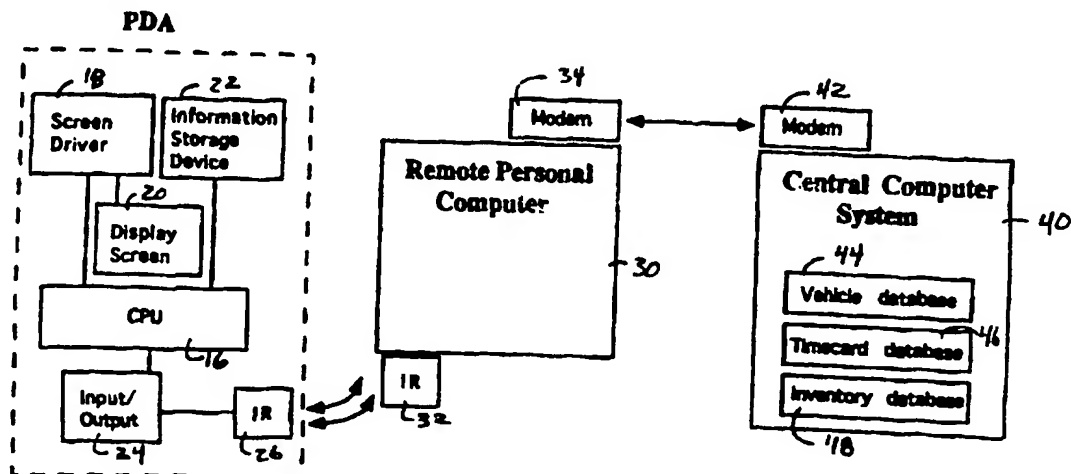 PDA
18
Screen
Driver
22
Information
Storage
Device
20
Display
Screen
CPU
16
Input/
Output
24
IR
26
34
Modem
Remote Personal
Computer
30
IR
32
42
Modem
Central Computer
System
40
44
Vehicle database
Timecard database
46
Inventory database
48